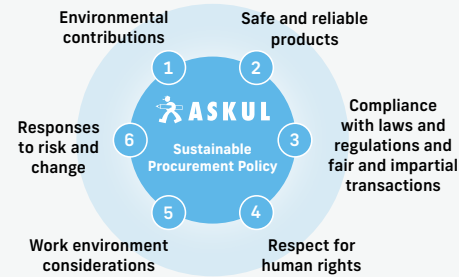 Environmental
contributions
Safe and reliable
products
1
2
ASKUL
Sustainable
Procurement Policy
3
Compliance
with laws and
regulations and
fair and impartial
transactions
4
Respect for
human rights
5
Work environment
considerations
6
Responses
to risk and
change